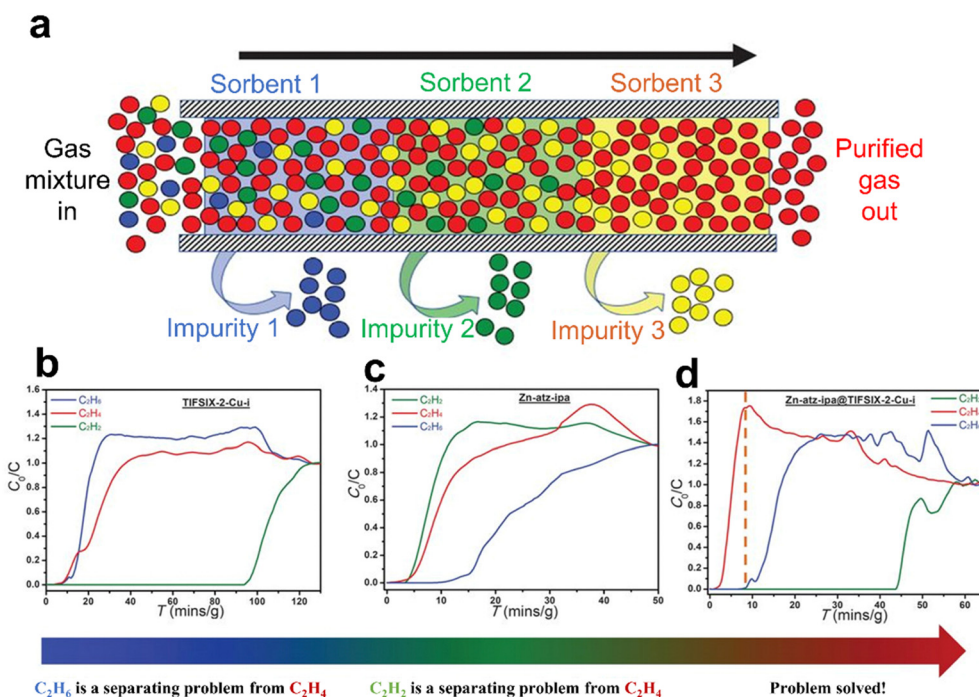 a
Sorbent 1 Sorbent 2 Sorbent 3
Gas
mixture
in
Purified
gas
out
Impurity 1 Impurity 2 Impurity 3
b
C₂H₆
C₂H₄
C₂H₂
TIFSIX-2-Cu-i
1.6
1.4
1.2
1.0
0.8
0.6
0.4
0.2
0.0
C₀/C
0 20 40 60 80 100 120
T (mins/g)
c
C₂H₂
C₂H₄
C₂H₆
Zn-atz-ipa
1.4
1.2
1.0
0.8
0.6
0.4
0.2
0.0
C₀/C
0 10 20 30 40 50
T (mins/g)
d
Zn-atz-ipa@TIFSIX-2-Cu-i
C₂H
C₂H
C₂H
1.8
1.6
1.4
1.2
1.0
0.8
0.6
0.4
0.2
0.0
C₀/C
0 10 20 30 40 50 60
T (mins/g)
C₂H₆ is a separating problem from C₂H₄
C₂H₂ is a separating problem from C₂H₄
Problem solved!